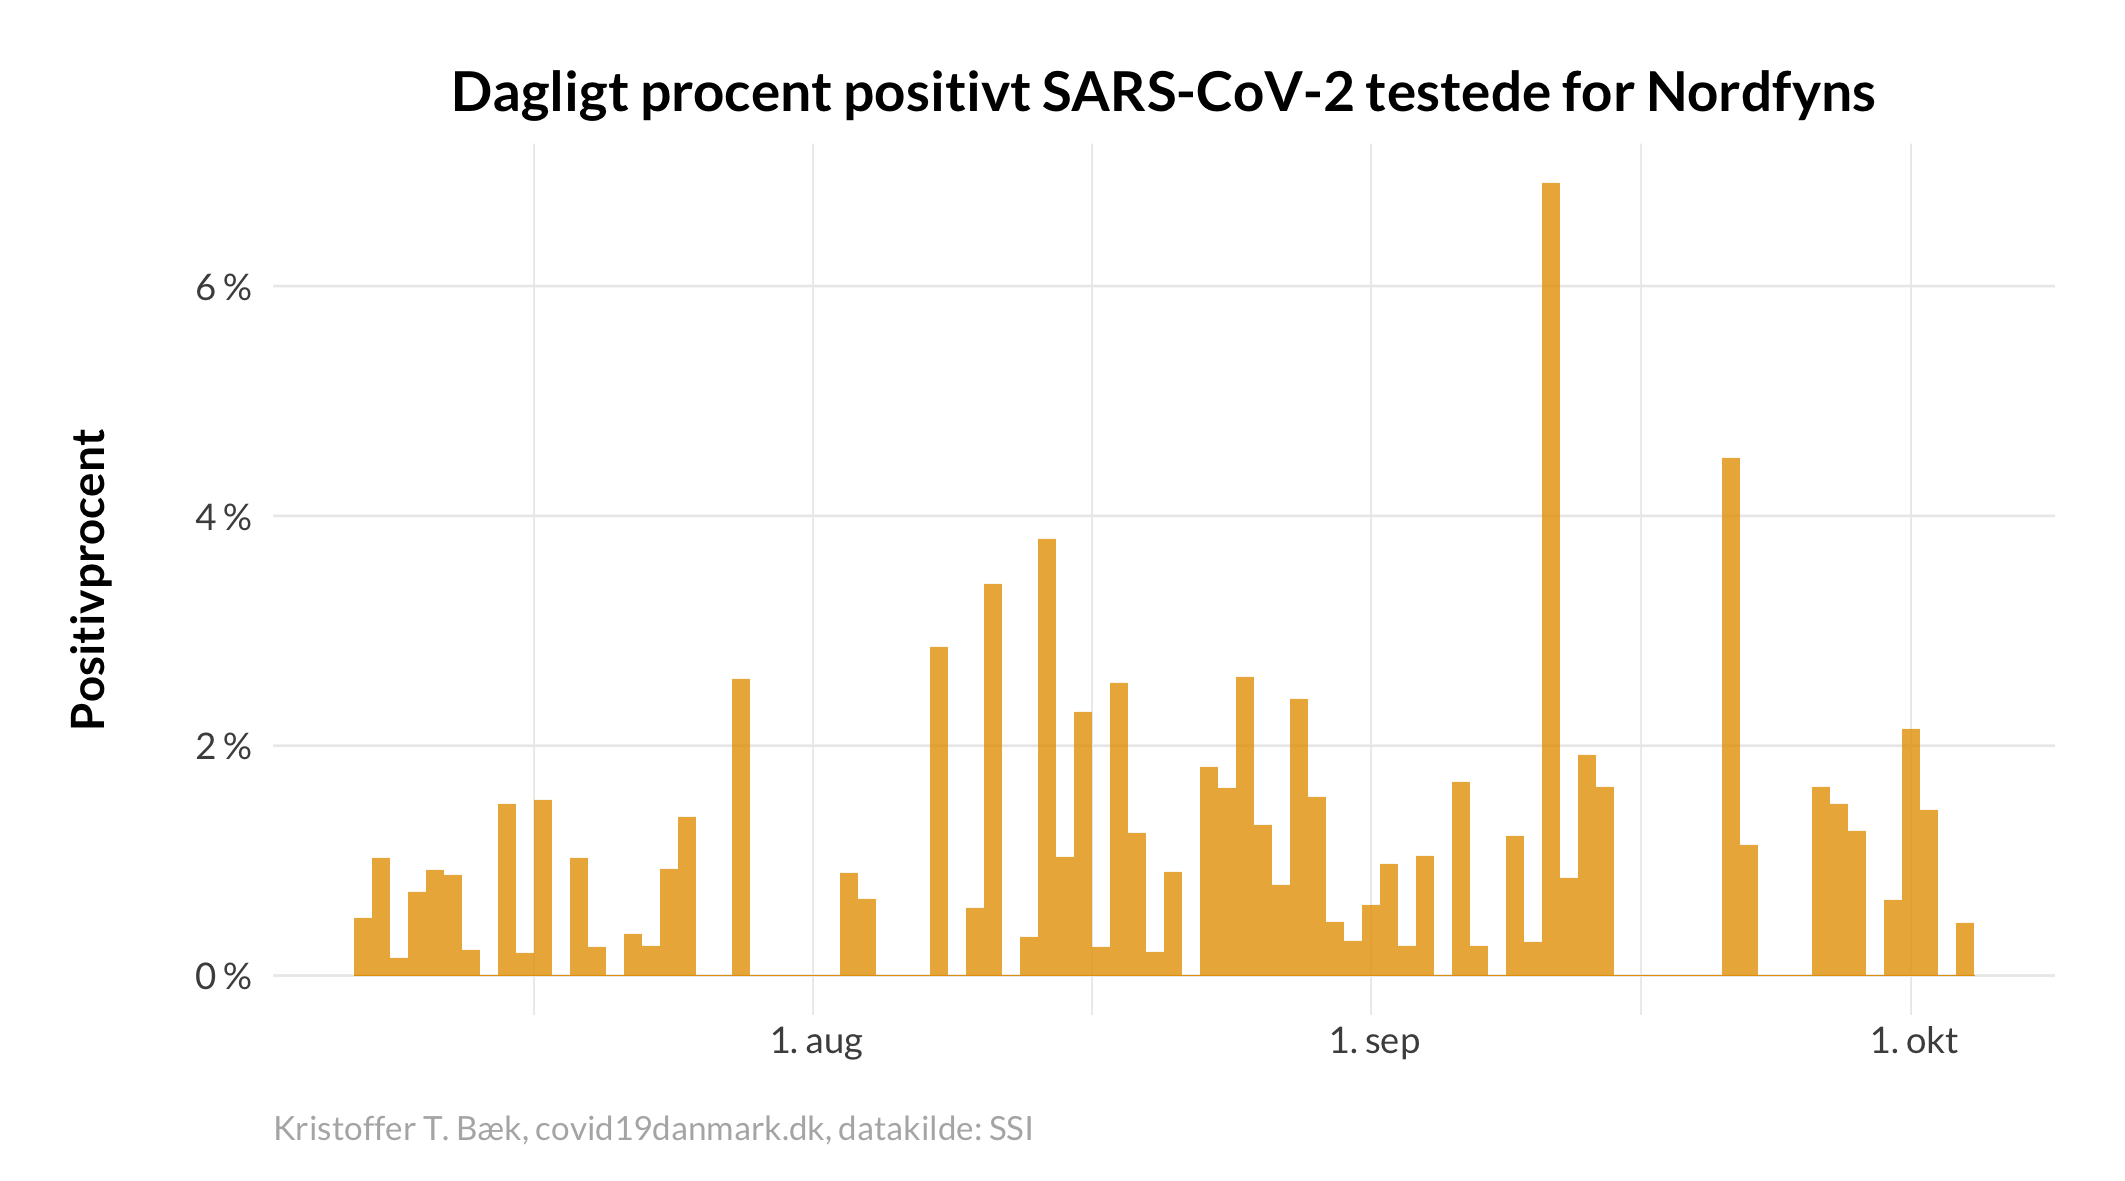 Dagligt procent positivt SARS-CoV-2 testede for Nordfyns
Positivprocent
6 %
4 %
2 %
0 %
1. aug
1. sep
1. okt
Kristoffer T. Bæk, covid19danmark.dk, datakilde: SSI